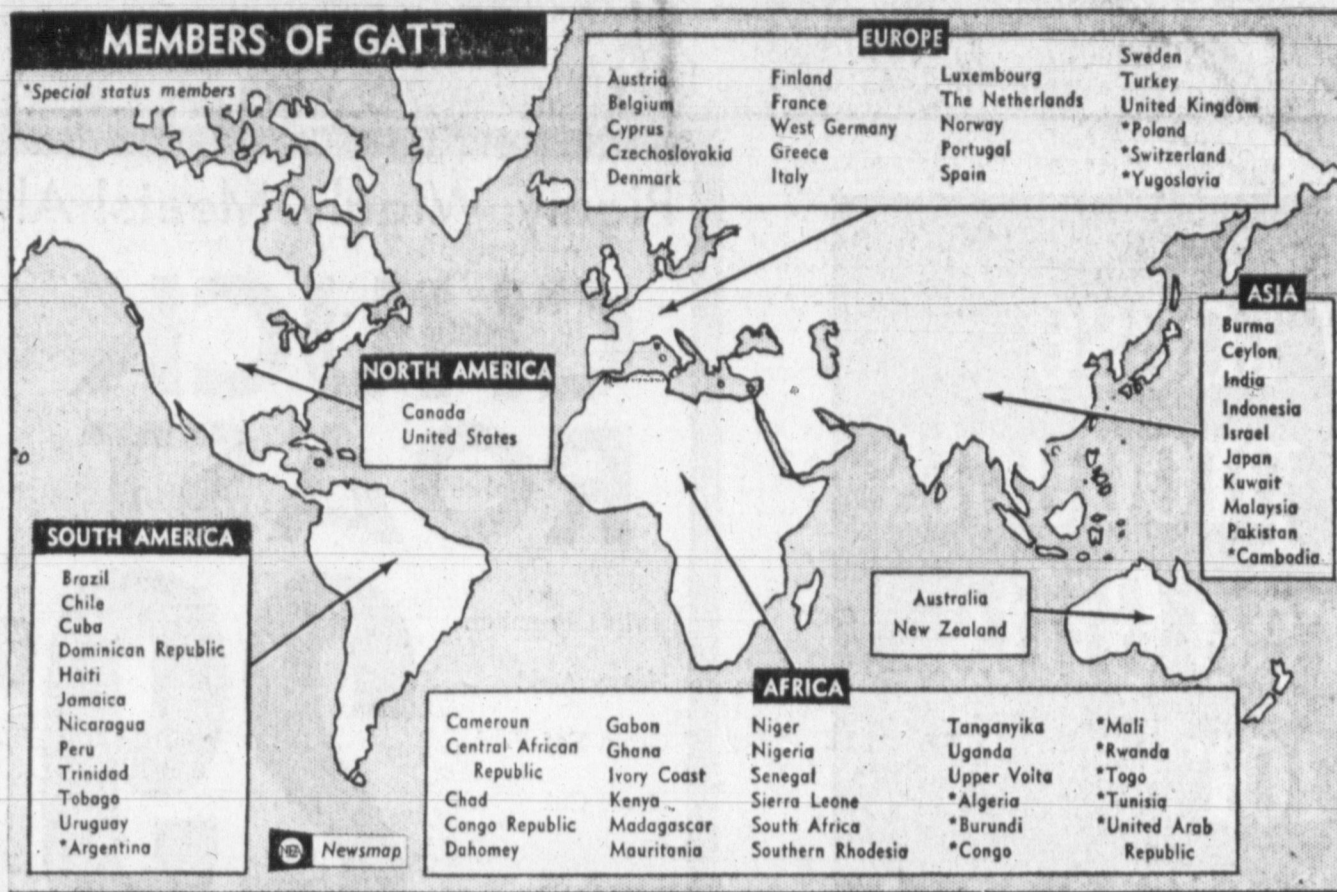 MEMBERS OF GATT
*Special status members
EUROPE
Austria
Belgium
Cyprus
Czechoslovakia
Denmark
Finland
France
West Germany
Greece
Italy
Luxembourg
The Netherlands
Norway
Portugal
Spain
Sweden
Turkey
United Kingdom
*Poland
*Switzerland
*Yugoslavia
NORTH AMERICA
Canada
United States
ASIA
Burma
Ceylon
India
Indonesia
Israel
Japan
Kuwait
Malaysia
Pakistan
*Cambodia
SOUTH AMERICA
Brazil
Chile
Cuba
Dominican Republic
Haiti
Jamaica
Nicaragua
Peru
Trinidad
Tobago
Uruguay
*Argentina
Australia
New Zealand
AFRICA
Cameroun
Central African
Republic
Chad
Congo Republic
Dahomey
Gabon
Ghana
Ivory Coast
Kenya
Madagascar
Mauritania
Niger
Nigeria
Senegal
Sierra Leone
South Africa
Southern Rhodesia
Tanganyika
Uganda
Upper Volta
*Algeria
*Burundi
*Congo
*Mali
*Rwanda
*Togo
*Tunisia
*United Arab
Republic
NEA Newsmap